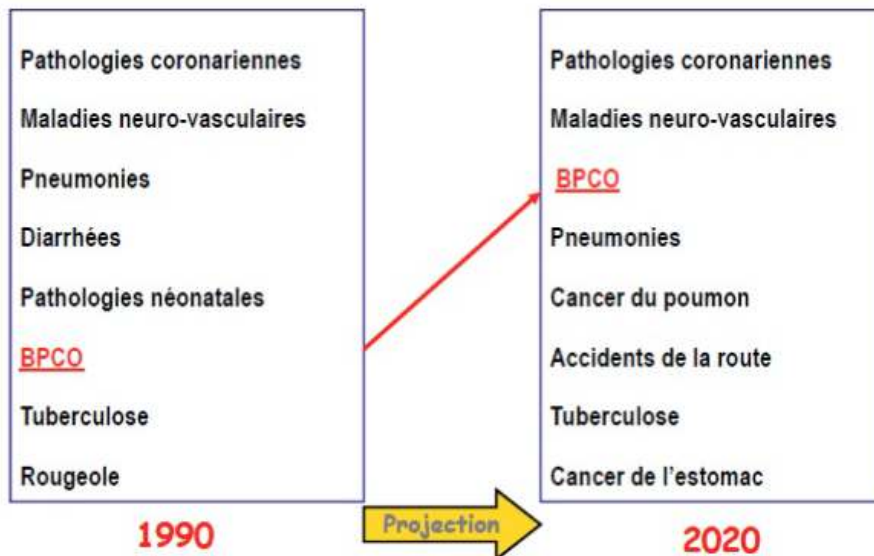 Pathologies coronariennes
Maladies neuro-vasculaires
Pneumonies
Diarrhées
Pathologies néonatales
BPCO
Tuberculose
Rougeole
1990
Projection
Pathologies coronariennes
Maladies neuro-vasculaires
BPCO
Pneumonies
Cancer du poumon
Accidents de la route
Tuberculose
Cancer de l'estomac
2020